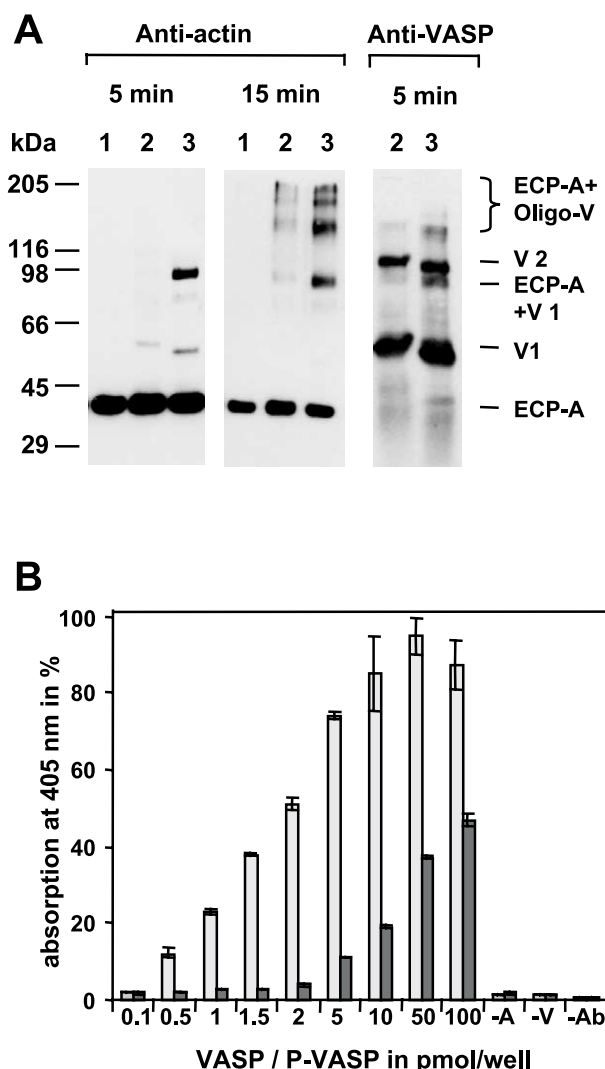 A
Anti-actin Anti-VASP
5 min 15 min 5 min
kDa 1 2 3 1 2 3 2 3
205
116
98
66
45
29
ECP-A+
Oligo-V
V 2
ECP-A
+V 1
V1
ECP-A
B
absorption at 405 nm in %
100
80
60
40
20
0
0.1 0.5 1 1.5 2 5 10 50 100 -A -V -Ab
VASP / P-VASP in pmol/well